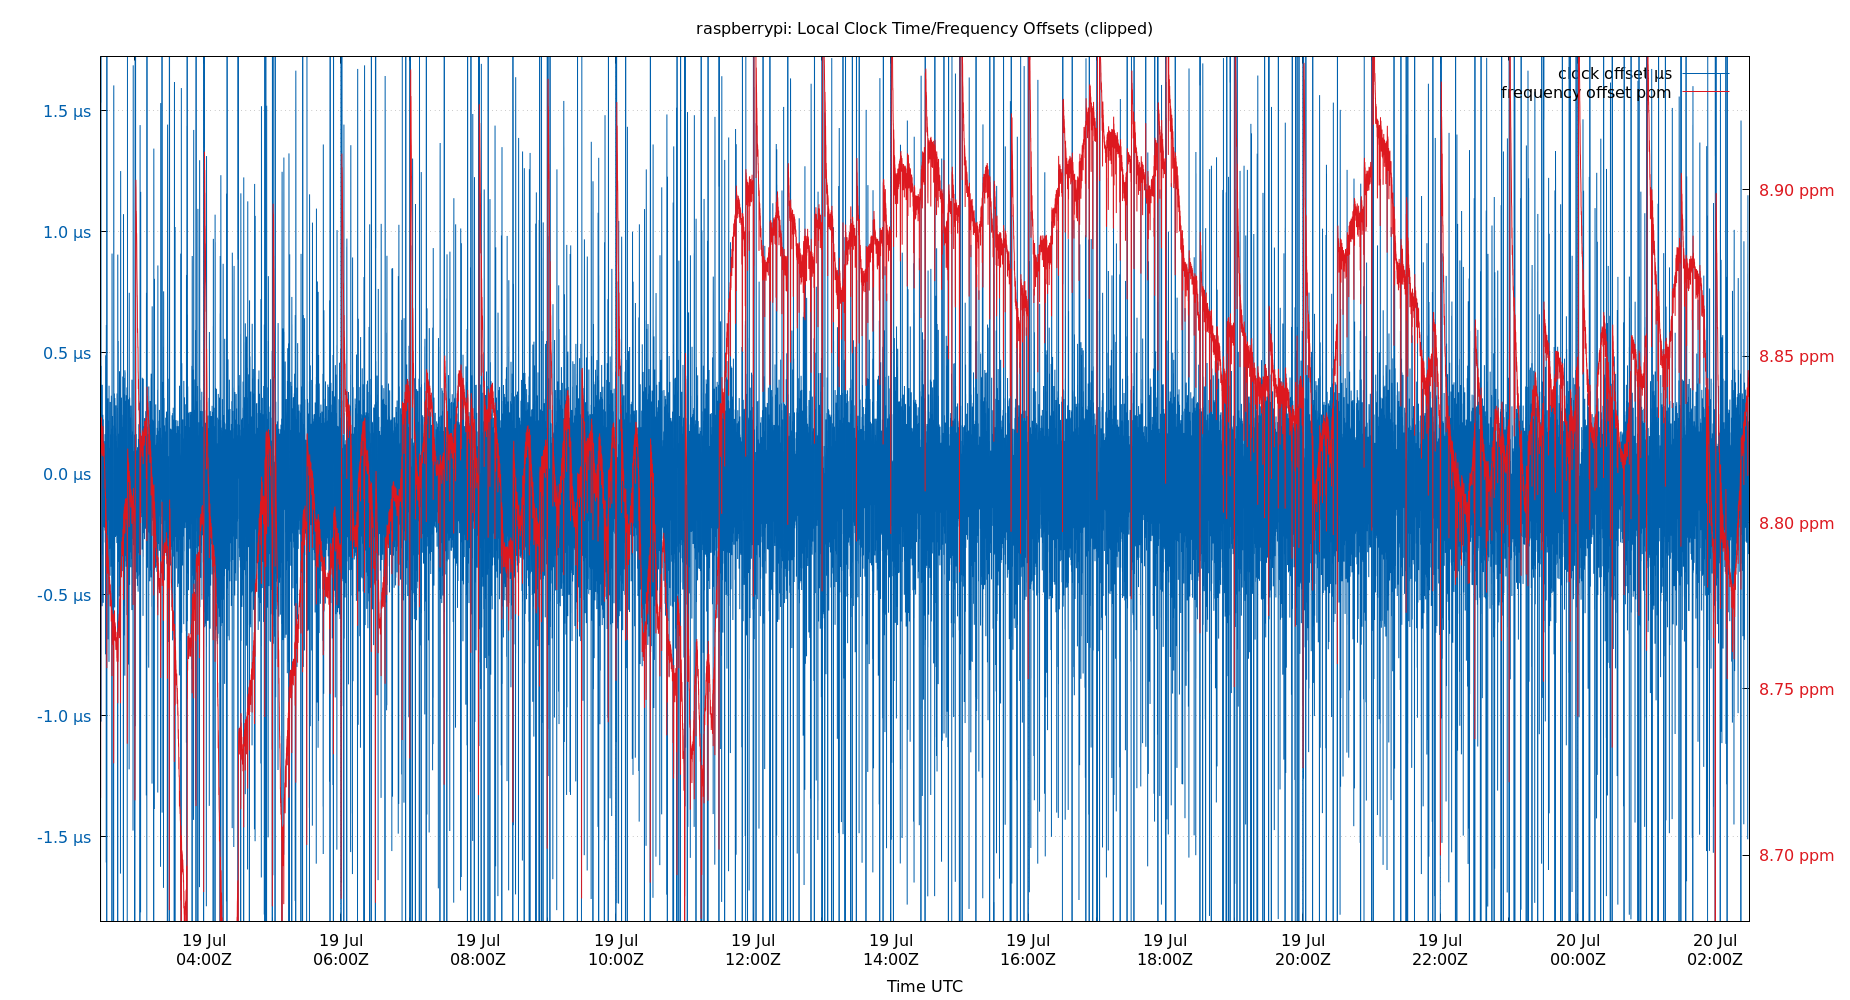 raspberrypi: Local Clock Time/Frequency Offsets (clipped)
clock offset µs
frequency offset ppm
1.5 µs
1.0 µs
0.5 µs
0.0 µs
-0.5 µs
-1.0 µs
-1.5 µs
8.90 ppm
8.85 ppm
8.80 ppm
8.75 ppm
8.70 ppm
19 Jul 19 Jul 19 Jul 19 Jul 19 Jul 19 Jul 19 Jul 19 Jul 19 Jul 19 Jul 20 Jul 20 Jul
04:00Z 06:00Z 08:00Z 10:00Z 12:00Z 14:00Z 16:00Z 18:00Z 20:00Z 22:00Z 00:00Z 02:00Z
Time UTC